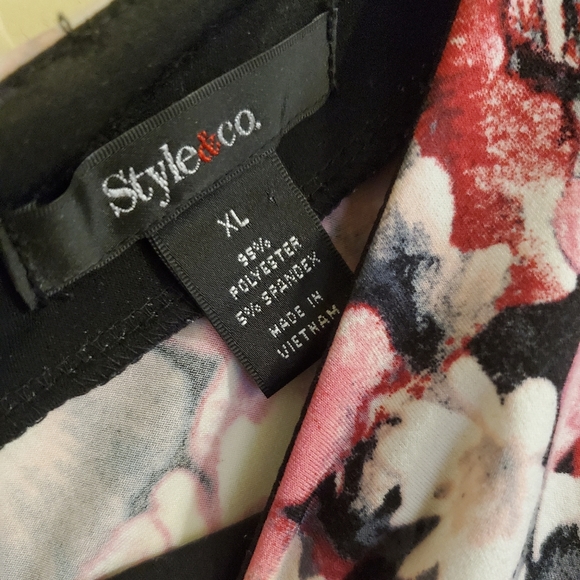 Style&co.
XL
95%
POLYESTER
5% SPANDEX
MADE IN
VIETNAM